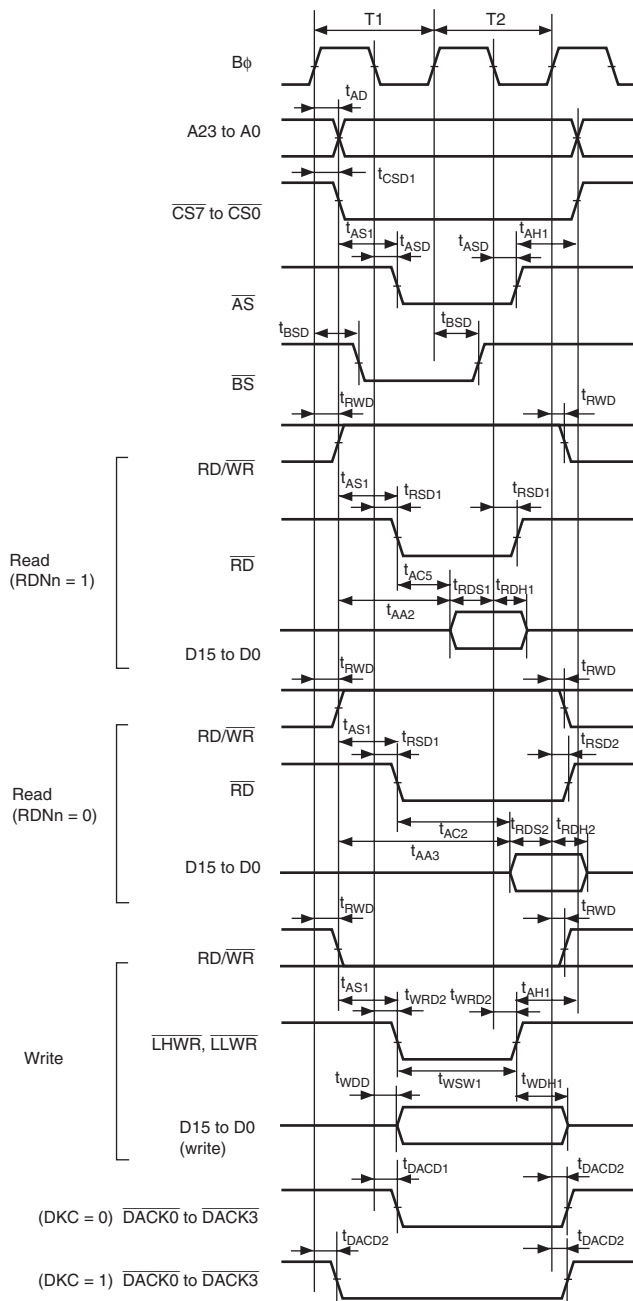 T1 T2
Bφ
tAD
A23 to A0
tCSD1
CS7 to CS0
tAS1 tASD tASD tAH1
AS
tBSD tBSD
BS
tRWD tRWD
RD/WR
tAS1 tRSD1 tRSD1
RD
Read
(RDNn = 1)
tAC5 tRDS1 tRDH1
tAA2
D15 to D0
tRWD tRWD
RD/WR
tAS1 tRSD1 tRSD2
RD
Read
(RDNn = 0)
tAC2 tRDS2 tRDH2
tAA3
D15 to D0
tRWD tRWD
RD/WR
tAS1 tWRD2 tWRD2 tAH1
LHWR, LLWR
Write
tWDD tWSW1 tWDH1
D15 to D0
(write)
tDACD1 tDACD2
(DKC = 0) DACK0 to DACK3
tDACD2 tDACD2
(DKC = 1) DACK0 to DACK3